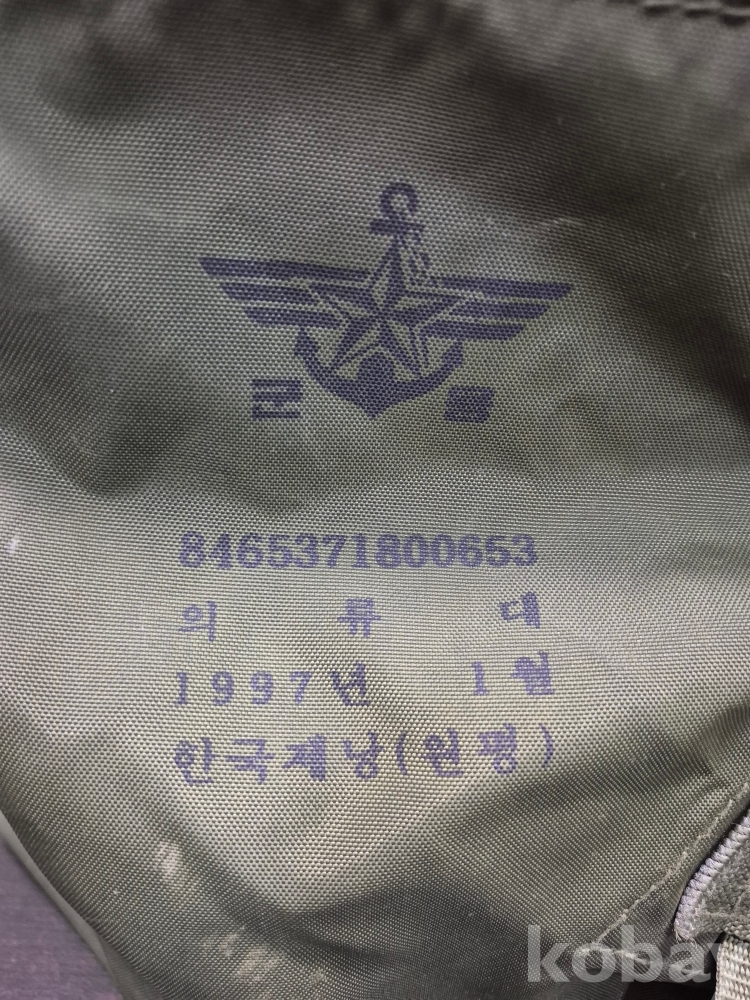 군
8465371800653
의 류 대
1997년 1월
한국제낭(원평)
koba